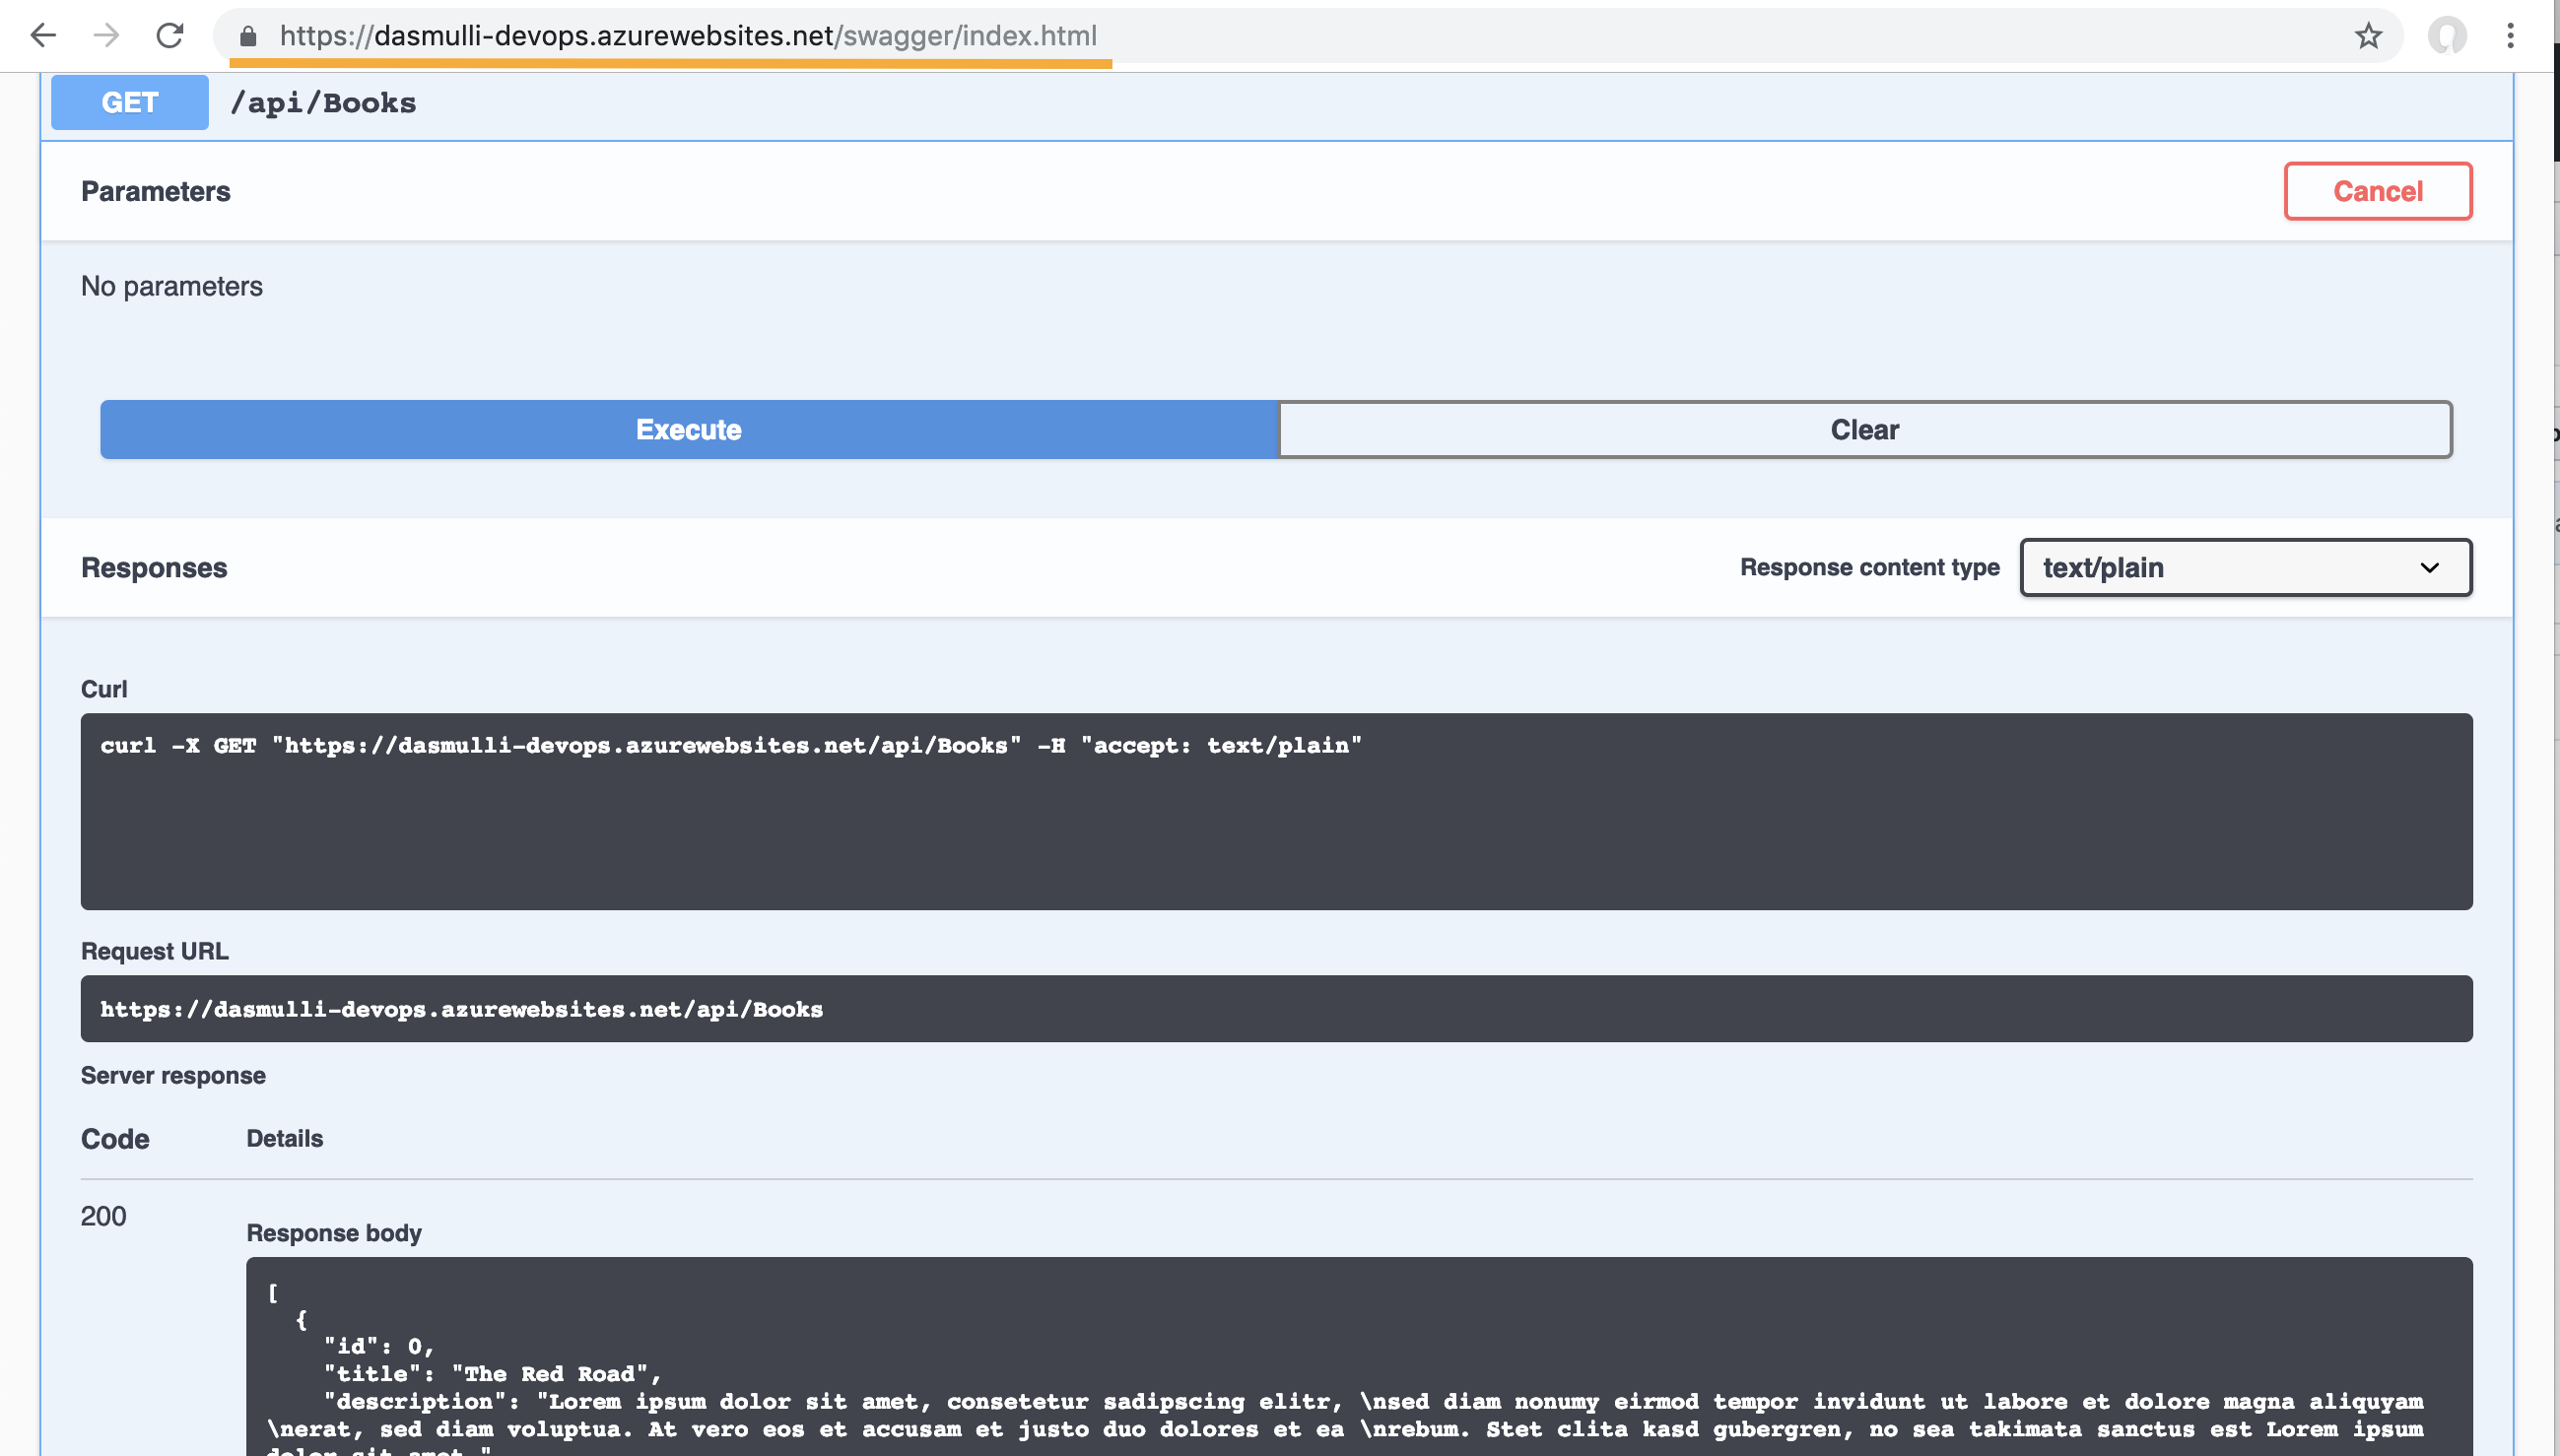 https://dasmulli-devops.azurewebsites.net/swagger/index.html
GET /api/Books
Parameters
Cancel
No parameters
Execute
Clear
Responses
Response content type
text/plain
Curl
curl -X GET "https://dasmulli-devops.azurewebsites.net/api/Books" -H "accept: text/plain"
Request URL
https://dasmulli-devops.azurewebsites.net/api/Books
Server response
Code Details
200
Response body
[
{
"id": 0,
"title": "The Red Road",
"description": "Lorem ipsum dolor sit amet, consetetur sadipscing elitr, \nsed diam nonumy eirmod tempor invidunt ut labore et dolore magna aliquyam
\nerat, sed diam voluptua. At vero eos et accusam et justo duo dolores et ea \nrebum. Stet clita kasd gubergren, no sea takimata sanctus est Lorem ipsum
dolor sit amet."